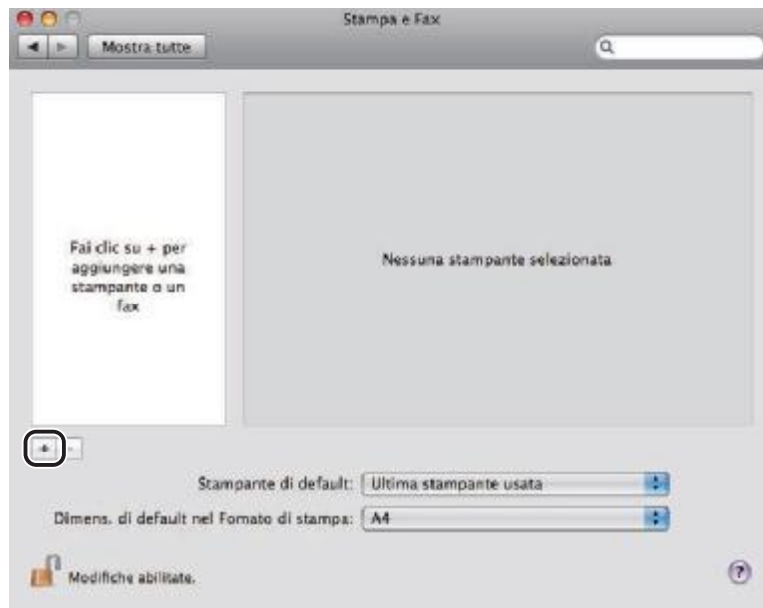 Stampa e Fax
Mostra tutte
Fai clic su + per
aggiungere una
stampante o un
fax
Nessuna stampante selezionata
+ -
Stampante di default: Ultima stampante usata
Dimens. di default nel Fomato di stampa: A4
Modifiche abilitate.
?